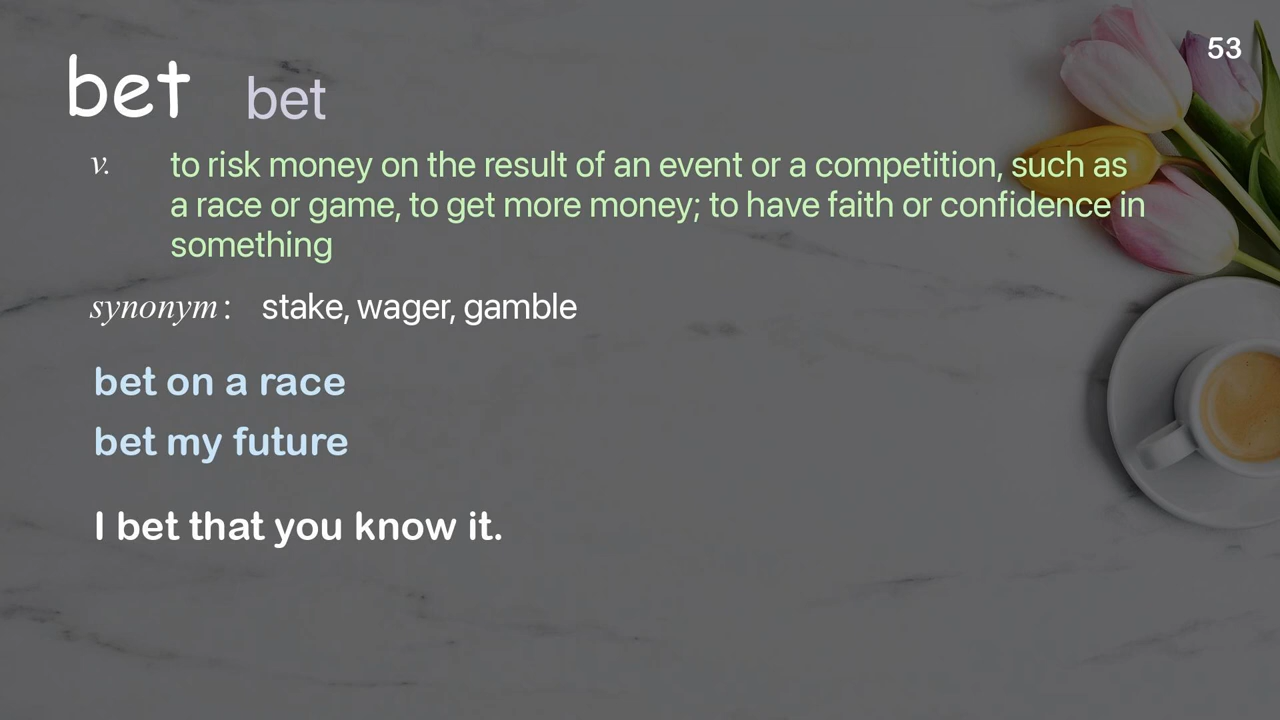 53
bet bet
v. to risk money on the result of an event or a competition, such as
a race or game, to get more money; to have faith or confidence in
something
synonym: stake, wager, gamble
bet on a race
bet my future
I bet that you know it.